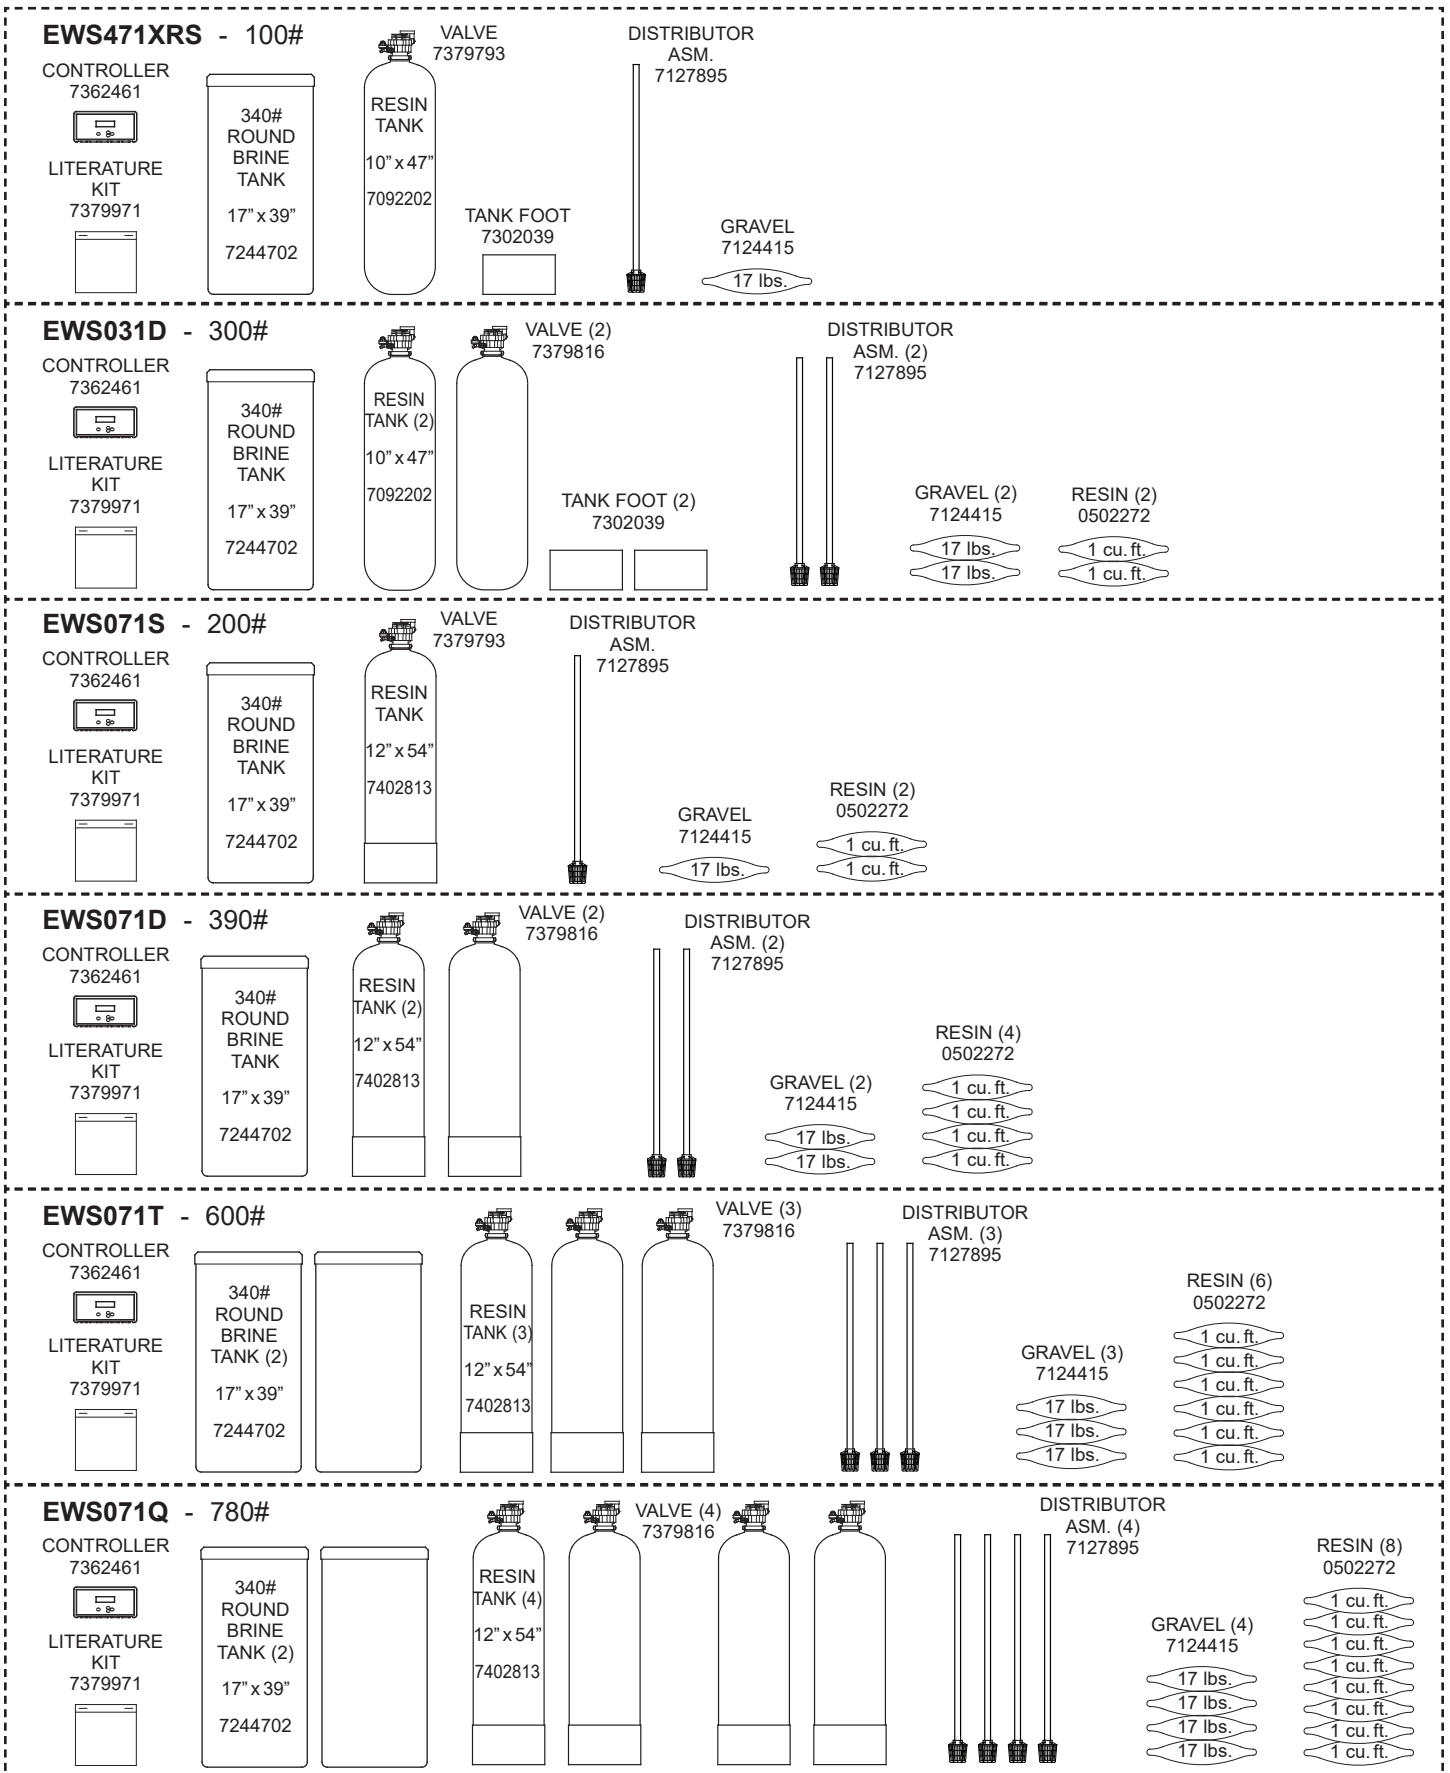 EWS471XRS - 100#
CONTROLLER
7362461
LITERATURE
KIT
7379971
340#
ROUND
BRINE
TANK
17” x 39”
7244702
RESIN
TANK
10” x 47”
7092202
VALVE
7379793
TANK FOOT
7302039
DISTRIBUTOR
ASM.
7127895
GRAVEL
7124415
17 lbs.
EWS031D - 300#
CONTROLLER
7362461
LITERATURE
KIT
7379971
340#
ROUND
BRINE
TANK
17” x 39”
7244702
RESIN
TANK (2)
10” x 47”
7092202
VALVE (2)
7379816
TANK FOOT (2)
7302039
DISTRIBUTOR
ASM. (2)
7127895
GRAVEL (2)
7124415
17 lbs.
17 lbs.
RESIN (2)
0502272
1 cu. ft.
1 cu. ft.
EWS071S - 200#
CONTROLLER
7362461
LITERATURE
KIT
7379971
340#
ROUND
BRINE
TANK
17” x 39”
7244702
RESIN
TANK
12” x 54”
7402813
VALVE
7379793
DISTRIBUTOR
ASM.
7127895
GRAVEL
7124415
17 lbs.
RESIN (2)
0502272
1 cu. ft.
1 cu. ft.
EWS071D - 390#
CONTROLLER
7362461
LITERATURE
KIT
7379971
340#
ROUND
BRINE
TANK
17” x 39”
7244702
RESIN
TANK (2)
12” x 54”
7402813
VALVE (2)
7379816
DISTRIBUTOR
ASM. (2)
7127895
GRAVEL (2)
7124415
17 lbs.
17 lbs.
RESIN (4)
0502272
1 cu. ft.
1 cu. ft.
1 cu. ft.
1 cu. ft.
EWS071T - 600#
CONTROLLER
7362461
LITERATURE
KIT
7379971
340#
ROUND
BRINE
TANK (2)
17” x 39”
7244702
RESIN
TANK (3)
12” x 54”
7402813
VALVE (3)
7379816
DISTRIBUTOR
ASM. (3)
7127895
GRAVEL (3)
7124415
17 lbs.
17 lbs.
17 lbs.
RESIN (6)
0502272
1 cu. ft.
1 cu. ft.
1 cu. ft.
1 cu. ft.
1 cu. ft.
1 cu. ft.
EWS071Q - 780#
CONTROLLER
7362461
LITERATURE
KIT
7379971
340#
ROUND
BRINE
TANK (2)
17” x 39”
7244702
RESIN
TANK (4)
12” x 54”
7402813
VALVE (4)
7379816
DISTRIBUTOR
ASM. (4)
7127895
GRAVEL (4)
7124415
17 lbs.
17 lbs.
17 lbs.
17 lbs.
RESIN (8)
0502272
1 cu. ft.
1 cu. ft.
1 cu. ft.
1 cu. ft.
1 cu. ft.
1 cu. ft.
1 cu. ft.
1 cu. ft.